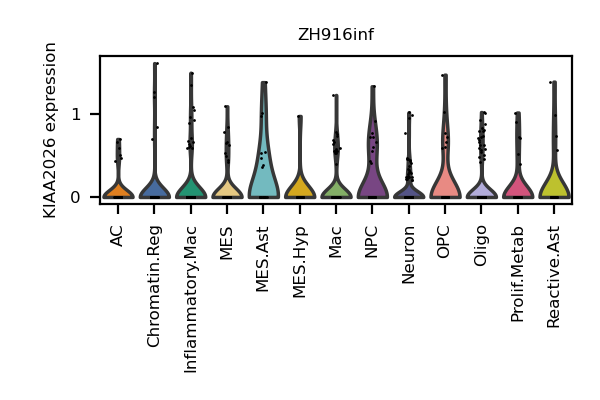 ZH916inf
KIAA2026 expression
1
0
AC
Chromatin.Reg
Inflammatory.Mac
MES
MES.Ast
MES.Hyp
Mac
NPC
Neuron
OPC
Oligo
Prolif.Metab
Reactive.Ast